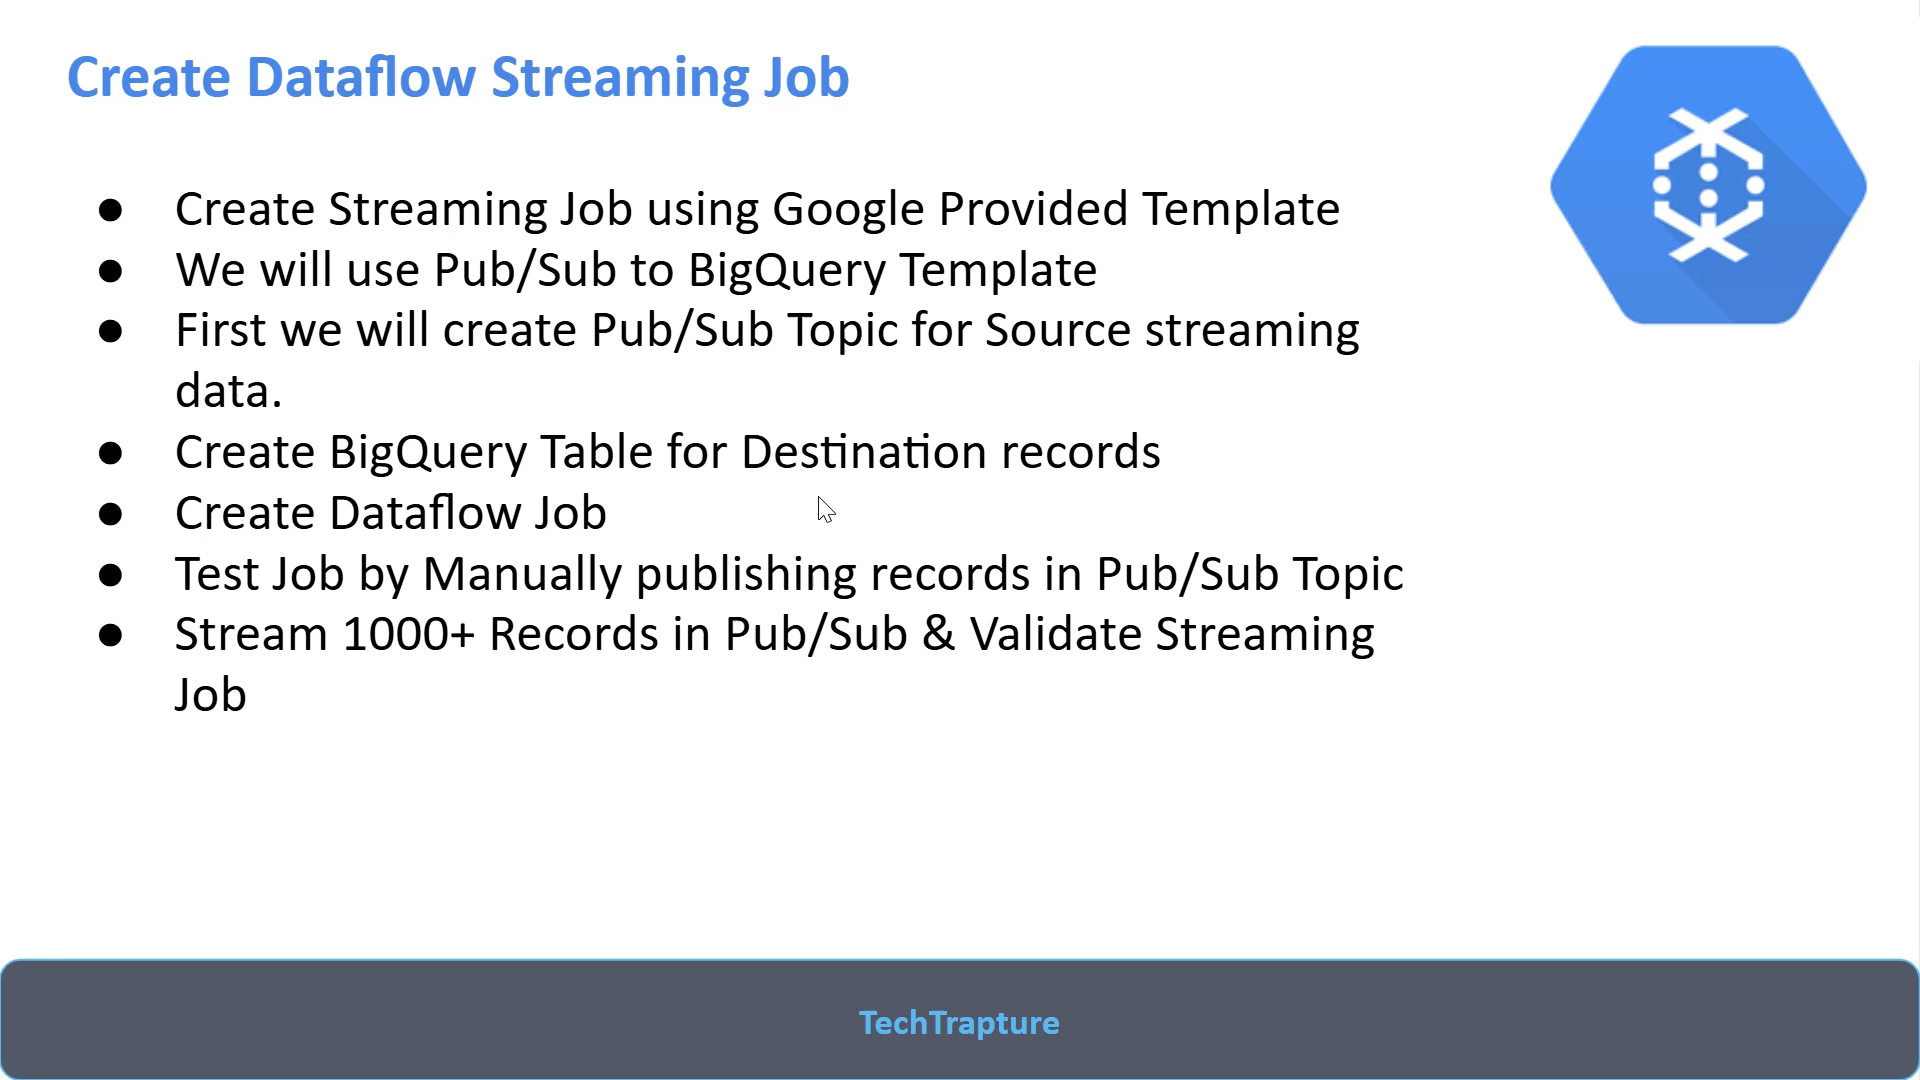 Create Dataflow Streaming Job
● Create Streaming Job using Google Provided Template
● We will use Pub/Sub to BigQuery Template
● First we will create Pub/Sub Topic for Source streaming
data.
● Create BigQuery Table for Destination records
● Create Dataflow Job
● Test Job by Manually publishing records in Pub/Sub Topic
● Stream 1000+ Records in Pub/Sub & Validate Streaming
Job
TechTrapture